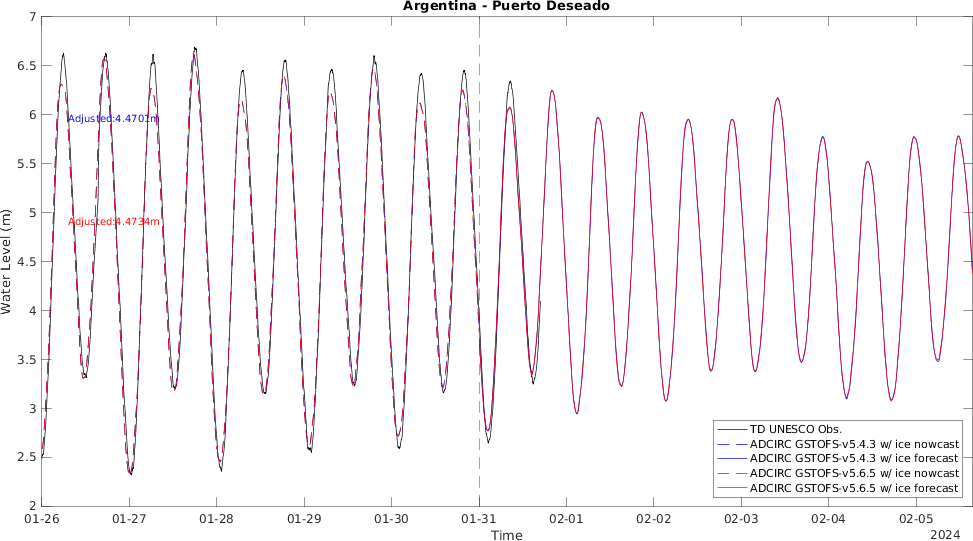 Argentina - Puerto Deseado
7
6.5
6
5.5
5
4.5
4
3.5
3
2.5
2
Water Level (m)
Adjusted:4.4701m
Adjusted:4.4734m
TD UNESCO Obs.
ADCIRC GSTOFS-v5.4.3 w/ ice nowcast
ADCIRC GSTOFS-v5.4.3 w/ ice forecast
ADCIRC GSTOFS-v5.6.5 w/ ice nowcast
ADCIRC GSTOFS-v5.6.5 w/ ice forecast
01-26 01-27 01-28 01-29 01-30 01-31 02-01 02-02 02-03 02-04 02-05
Time
2024